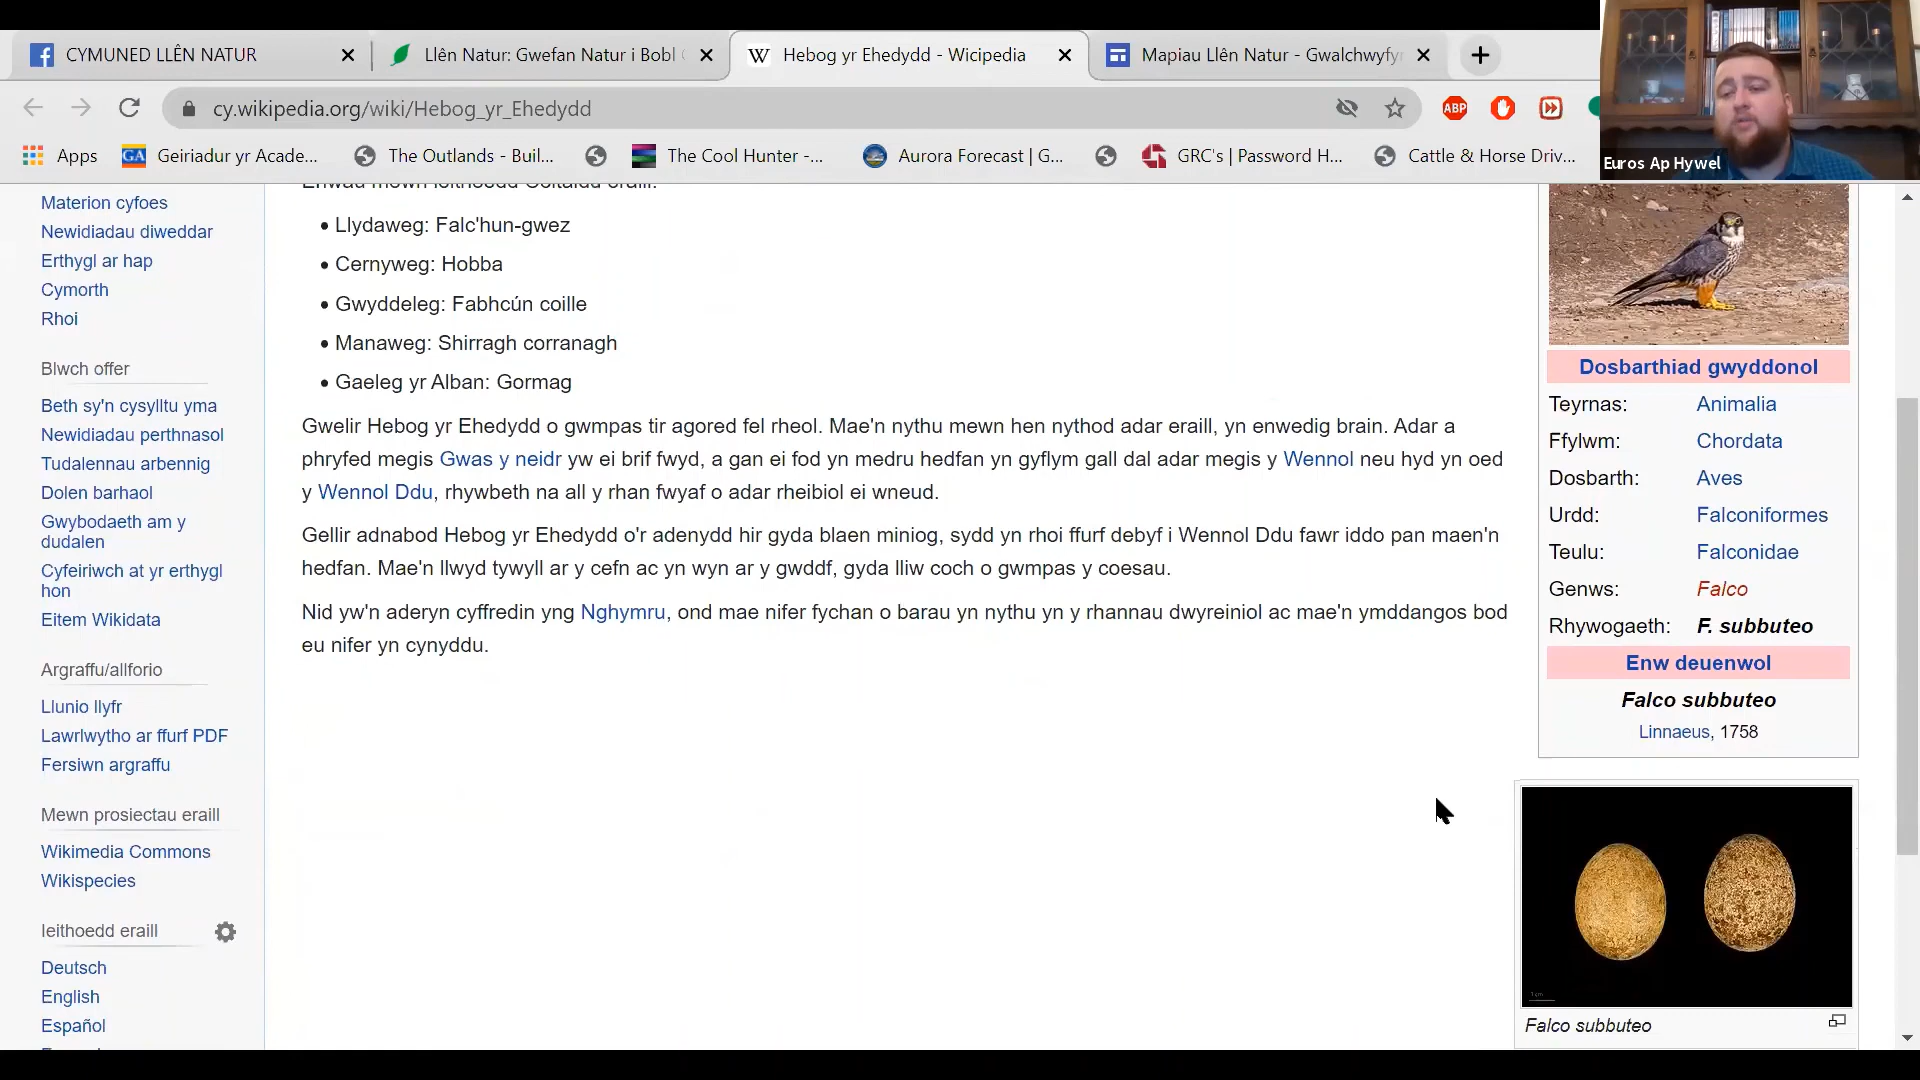 CYMUNED LLÊN NATUR
Llên Natur: Gwefan Natur i Bobl
Hebog yr Ehedydd - Wicipedia
Mapiau Llên Natur - Gwalchwyfy
cy.wikipedia.org/wiki/Hebog_yr_Ehedydd
ABP
Apps
GA
Geiriadur yr Acade...
The Outlands - Buil...
The Cool Hunter -...
Aurora Forecast | G...
GRC's | Password H...
Cattle & Horse Driv...
Euros Ap Hywel
Materion cyfoes
Newidiadau diweddar
Erthygl ar hap
Cymorth
Rhoi
Blwch offer
Beth sy'n cysylltu yma
Newidiadau perthnasol
Tudalennau arbennig
Dolen barhaol
Gwybodaeth am y
dudalen
Cyfeiriwch at yr erthygl
hon
Eitem Wikidata
Argraffu/allforio
Llunio llyfr
Lawrlwytho ar ffurf PDF
Fersiwn argraffu
Mewn prosiectau eraill
Wikimedia Commons
Wikispecies
Ieithoedd eraill
Deutsch
English
Español
• Llydaweg: Falc'hun-gwez
• Cernyweg: Hobba
• Gwyddeleg: Fabhcún coille
• Manaweg: Shirragh corranagh
• Gaeleg yr Alban: Gormag
Gwelir Hebog yr Ehedydd o gwmpas tir agored fel rheol. Mae'n nythu mewn hen nythod adar eraill, yn enwedig brain. Adar a
phryfed megis Gwas y neidr yw ei brif fwyd, a gan ei fod yn medru hedfan yn gyflym gall dal adar megis y Wennol neu hyd yn oed
y Wennol Ddu, rhywbeth na all y rhan fwyaf o adar rheibiol ei wneud.
Gellir adnabod Hebog yr Ehedydd o'r adenydd hir gyda blaen miniog, sydd yn rhoi ffurf debyf i Wennol Ddu fawr iddo pan maen'n
hedfan. Mae'n llwyd tywyll ar y cefn ac yn wyn ar y gwddf, gyda lliw coch o gwmpas y coesau.
Nid yw'n aderyn cyffredin yng Nghymru, ond mae nifer fychan o barau yn nythu yn y rhannau dwyreiniol ac mae'n ymddangos bod
eu nifer yn cynyddu.
Dosbarthiad gwyddonol
Teyrnas: Animalia
Ffylwm: Chordata
Dosbarth: Aves
Urdd: Falconiformes
Teulu: Falconidae
Genws: Falco
Rhywogaeth: F. subbuteo
Enw deuenwol
Falco subbuteo
Linnaeus, 1758
Falco subbuteo